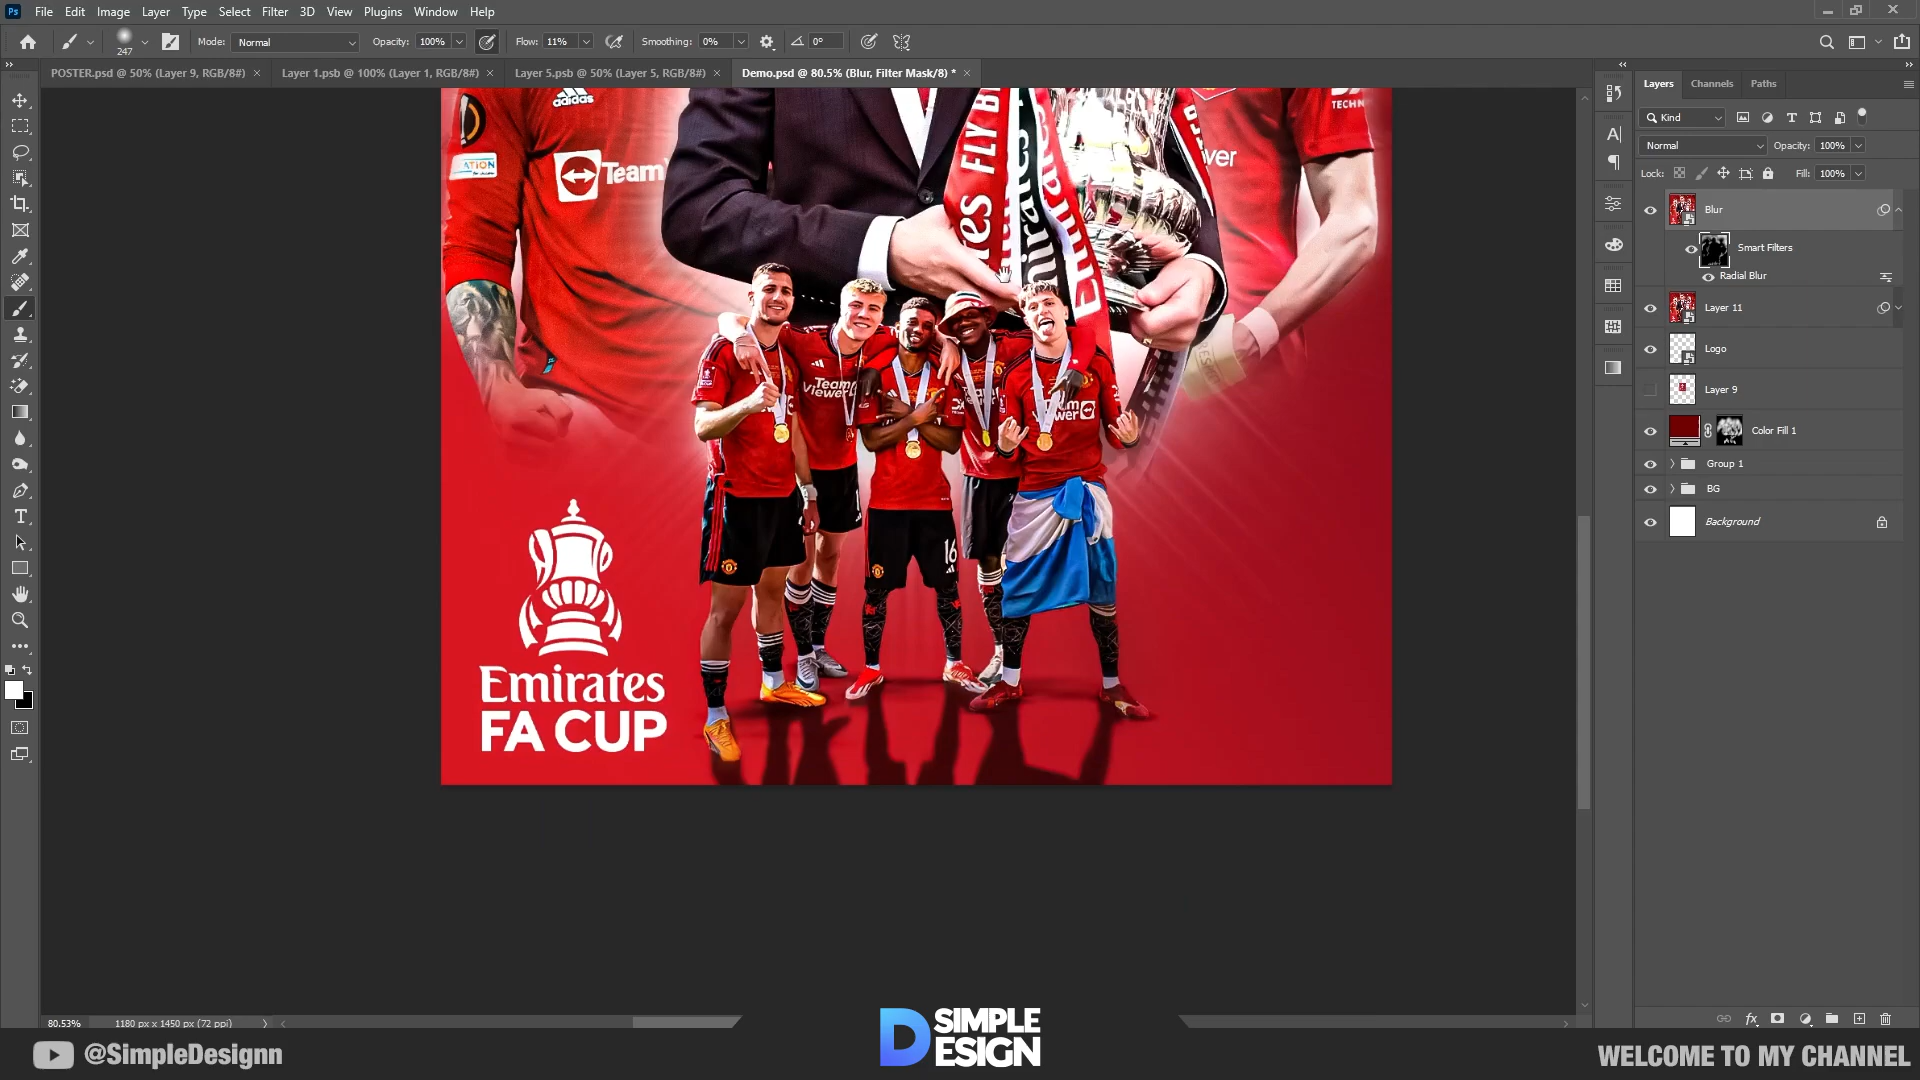 Ps File Edit Image Layer Type Select Filter 3D View Plugins Window Help
247 Mode: Normal Opacity: 100% Flow: 11% Smoothing: 0% 0°
POSTER.psd @ 50% (Layer 9, RGB/8#) × Layer 1.psb @ 100% (Layer 1, RGB/8#) × Layer 5.psb @ 50% (Layer 5, RGB/8#) × Demo.psd @ 80.5% (Blur, Filter Mask/8) * ×
Layers Channels Paths
Kind
Normal Opacity: 100%
Lock: Fill: 100%
Blur
Smart Filters
Radial Blur
Layer 11
Logo
Layer 9
Color Fill 1
Group 1
BG
Background
adidas
Team
FLY
16
Emirates
FA CUP
80.53% 1180 px x 1450 px (72 ppi)
@SimpleDesignn
D SIMPLE
ESIGN
WELCOME TO MY CHANNEL